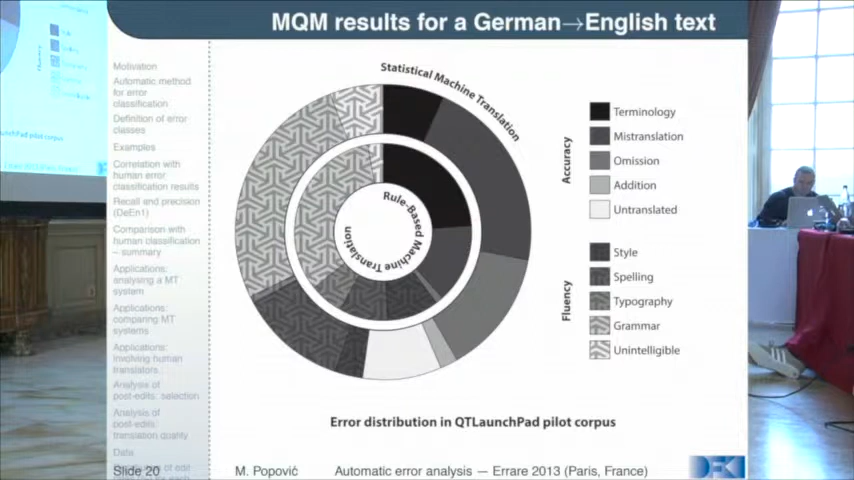 MQM results for a German→English text
Motivation
Automatic method
for error
classification
Definition of error
classes
Examples
Correlation with
human error
classification results
Recall and precision
(DeEn1)
Comparison with
human classification
– summary
Applications:
analysing a MT
system
Applications:
comparing MT
systems
Applications:
involving human
translators
Analysis of
post-edits: selection
Analysis of
post-edits:
translation quality
Data
Statistical Machine Translation
Rule-Based Machine Translation
Accuracy
Terminology
Mistranslation
Omission
Addition
Untranslated
Fluency
Style
Spelling
Typography
Grammar
Unintelligible
Error distribution in QTLaunchPad pilot corpus
Slide 20
M. Popović
Automatic error analysis — Errare 2013 (Paris, France)
DFKI